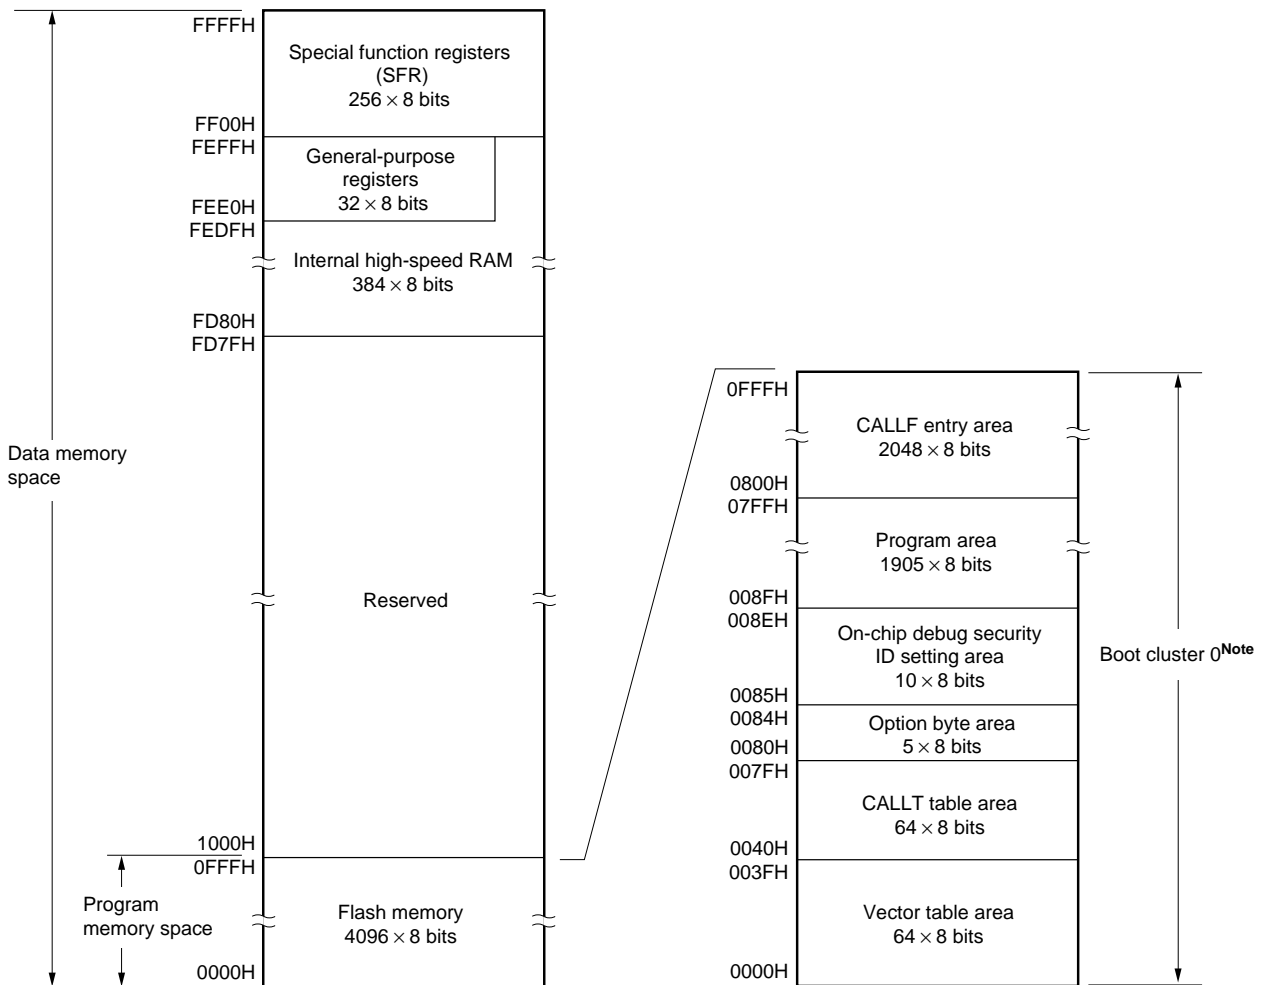 FFFFH
Special function registers
(SFR)
256 × 8 bits
FF00H
FEFFH
General-purpose
registers
32 × 8 bits
FEE0H
FEDFH
Internal high-speed RAM
384 × 8 bits
FD80H
FD7FH
Data memory
space
Reserved
1000H
0FFFH
Program
memory space
Flash memory
4096 × 8 bits
0000H
0FFFH
CALLF entry area
2048 × 8 bits
0800H
07FFH
Program area
1905 × 8 bits
008FH
008EH
On-chip debug security
ID setting area
10 × 8 bits
0085H
0084H
Option byte area
5 × 8 bits
0080H
007FH
CALLT table area
64 × 8 bits
0040H
003FH
Vector table area
64 × 8 bits
0000H
Boot cluster 0Note